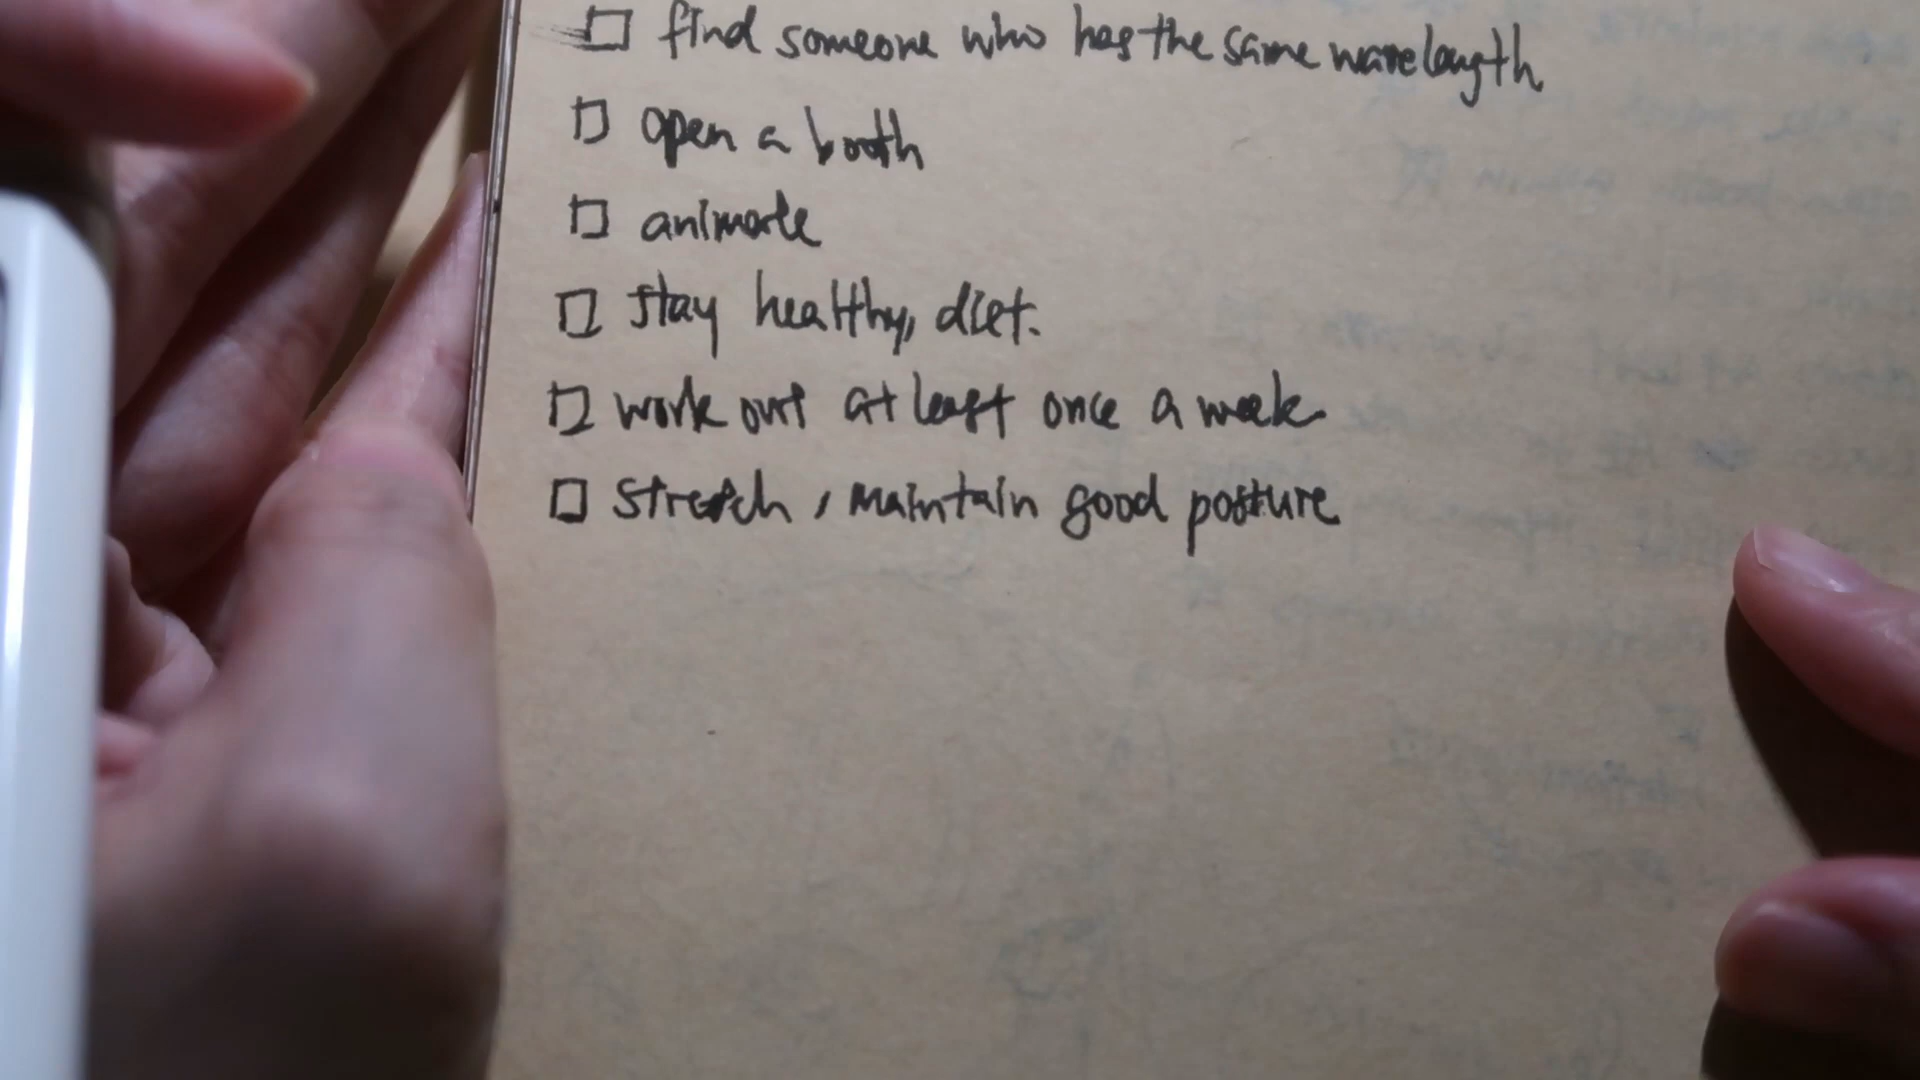 ☐ find someone who has the same wavelength
☐ open a booth
☐ animate
☐ stay healthy, diet.
☐ work out at least once a week
☐ stretch, maintain good posture